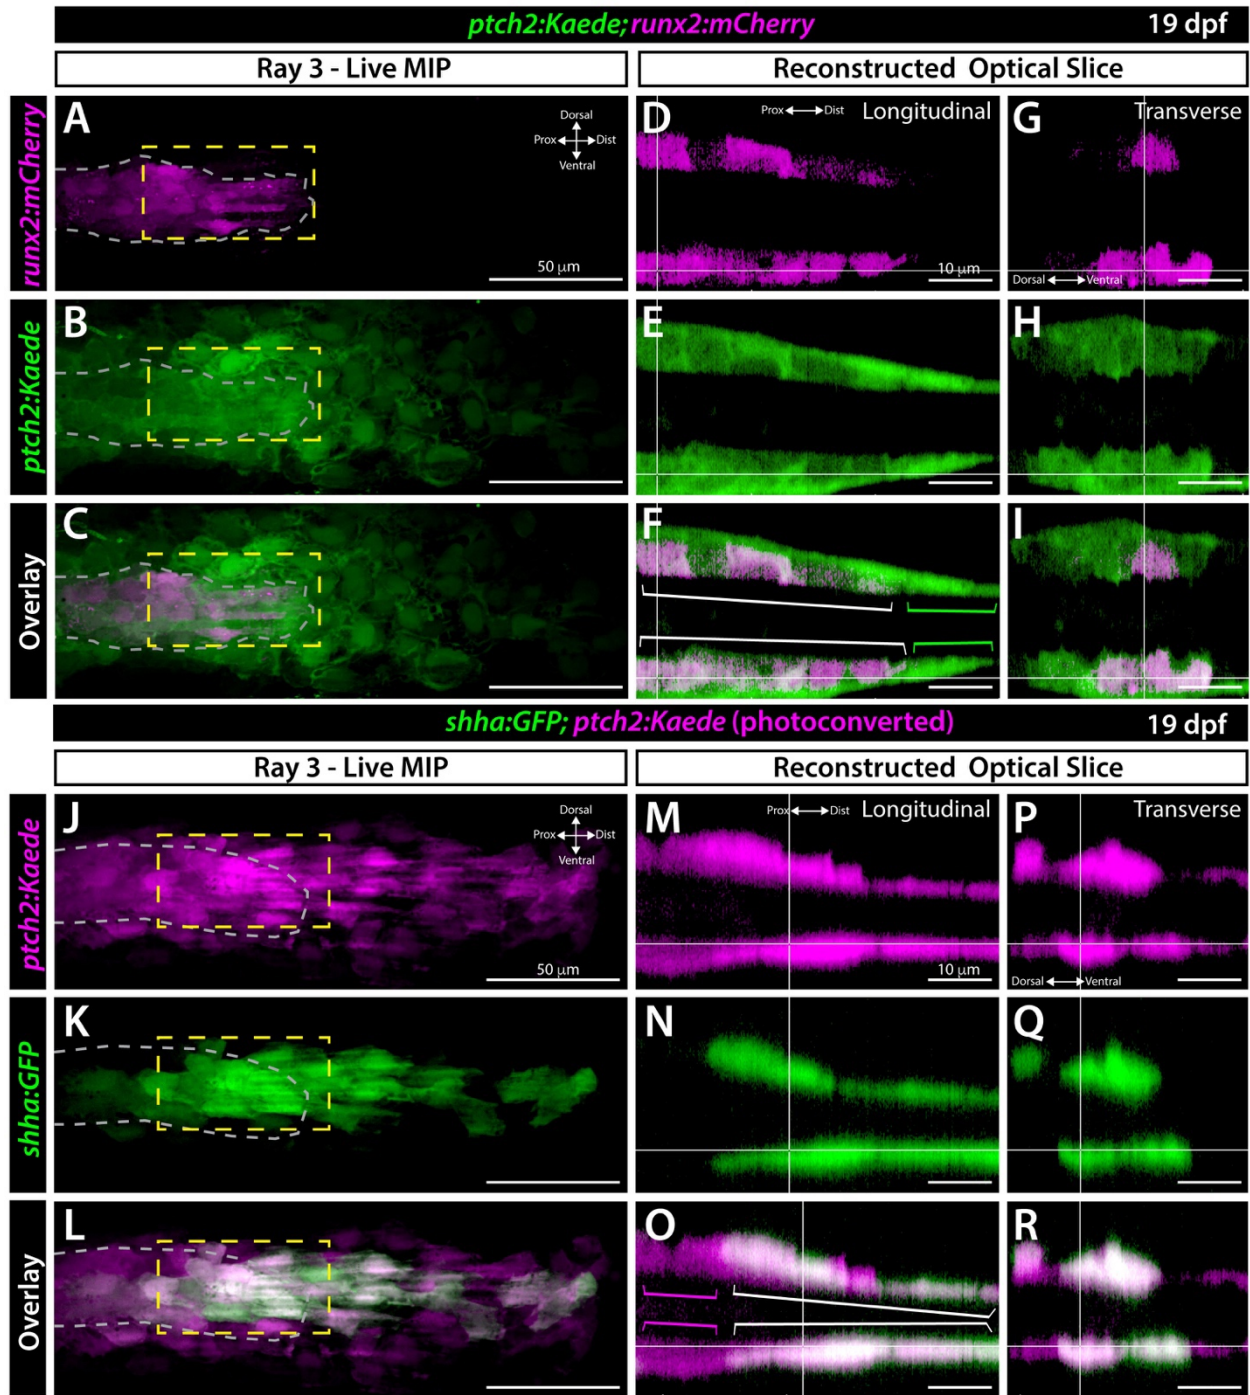 ptch2:Kaede;runx2:mCherry 19 dpf
Ray 3 - Live MIP Reconstructed Optical Slice
runx2:mCherry
A
Dorsal
Prox Dist
Ventral
50 μm
D
Prox Dist
Longitudinal
10 μm
G
Transverse
Dorsal Ventral
ptch2:Kaede
B
E
H
Overlay
C
F
I
shha:GFP; ptch2:Kaede (photoconverted) 19 dpf
Ray 3 - Live MIP Reconstructed Optical Slice
ptch2:Kaede
J
Dorsal
Prox Dist
Ventral
50 μm
M
Prox Dist
Longitudinal
10 μm
P
Transverse
Dorsal Ventral
shha:GFP
K
N
Q
Overlay
L
O
R